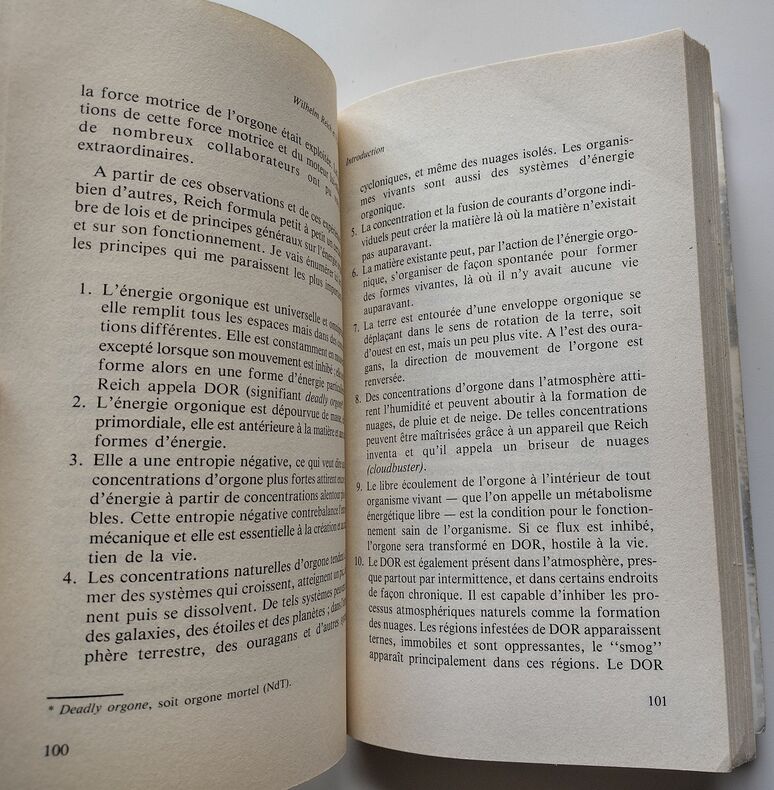 Wilhelm Reich
la force motrice de l'orgone était exploitée.
tions de cette force motrice et du moteur
de nombreux collaborateurs ont pu
extraordinaires.
A partir de ces observations et de ces
bien d'autres, Reich formula petit à petit un
bre de lois et de principes généraux sur l'énergie
et sur son fonctionnement. Je vais énumérer
les principes qui me paraissent les plus
1. L'énergie orgonique est universelle et
elle remplit tous les espaces mais dans des
tions différentes. Elle est constamment en
excepté lorsque son mouvement est inhibé;
forme alors en une forme d'énergie
Reich appela DOR (signifiant deadly
2. L'énergie orgonique est dépourvue de
primordiale, elle est antérieure à la matière et
formes d'énergie.
3. Elle a une entropie négative, ce qui veut dire
concentrations d'orgone plus fortes attirent
d'énergie à partir de concentrations alentour
bles. Cette entropie négative contrebalance
mécanique et elle est essentielle à la création et
tien de la vie.
4. Les concentrations naturelles d'orgone
mer des systèmes qui croissent, atteignent un
nent puis se dissolvent. De tels systèmes
des galaxies, des étoiles et des planètes; dans
phère terrestre, des ouragans et d'autres
* Deadly orgone, soit orgone mortel (NdT).
100
Introduction
cycloniques, et même des nuages isolés. Les organis-
mes vivants sont aussi des systèmes d'énergie
orgonique.
5. La concentration et la fusion de courants d'orgone indi-
viduels peut créer la matière là où la matière n'existait
pas auparavant.
6. La matière existante peut, par l'action de l'énergie orgo-
nique, s'organiser de façon spontanée pour former
des formes vivantes, là où il n'y avait aucune vie
auparavant.
7. La terre est entourée d'une enveloppe orgonique se
déplaçant dans le sens de rotation de la terre, soit
d'ouest en est, mais un peu plus vite. A l'est des oura-
gans, la direction de mouvement de l'orgone est
renversée.
8. Des concentrations d'orgone dans l'atmosphère atti-
rent l'humidité et peuvent aboutir à la formation de
nuages, de pluie et de neige. De telles concentrations
peuvent être maîtrisées grâce à un appareil que Reich
inventa et qu'il appela un briseur de nuages
(cloudbuster).
9. Le libre écoulement de l'orgone à l'intérieur de tout
organisme vivant — que l'on appelle un métabolisme
énergétique libre — est la condition pour le fonction-
nement sain de l'organisme. Si ce flux est inhibé,
l'orgone sera transformé en DOR, hostile à la vie.
10. Le DOR est également présent dans l'atmosphère, pres-
que partout par intermittence, et dans certains endroits
de façon chronique. Il est capable d'inhiber les pro-
cessus atmosphériques naturels comme la formation
des nuages. Les régions infestées de DOR apparaissent
ternes, immobiles et sont oppressantes, le "smog"
apparaît principalement dans ces régions. Le DOR
101